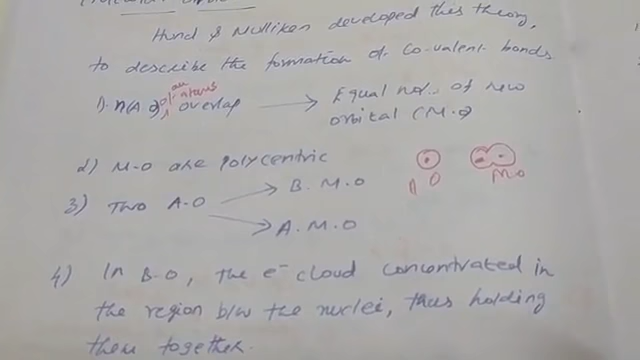 Hund & Mulliken developed this theory,
to describe the formation of Co-valent bonds
1). n(A.O) of an atoms overlap → Equal no.. of new
orbital (M.O)
2) M.O are polycentric
A O M.O
3) Two A.O → B.M.O
→ A.M.O
4) In B.O, the e⁻ cloud concentrated in
the region b/w the nuclei, thus holding
them together.